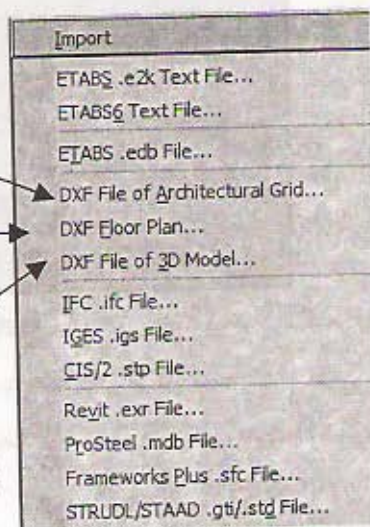 Import
ETABS .e2k Text File...
ETABS6 Text File...
ETABS .edb File...
DXF File of Architectural Grid...
DXF Floor Plan...
DXF File of 3D Model...
IFC .ifc File...
IGES .igs File...
CIS/2 .stp File...
Revit .exr File...
ProSteel .mdb File...
Frameworks Plus .sfc File...
STRUDL/STAAD .gti/.std File...